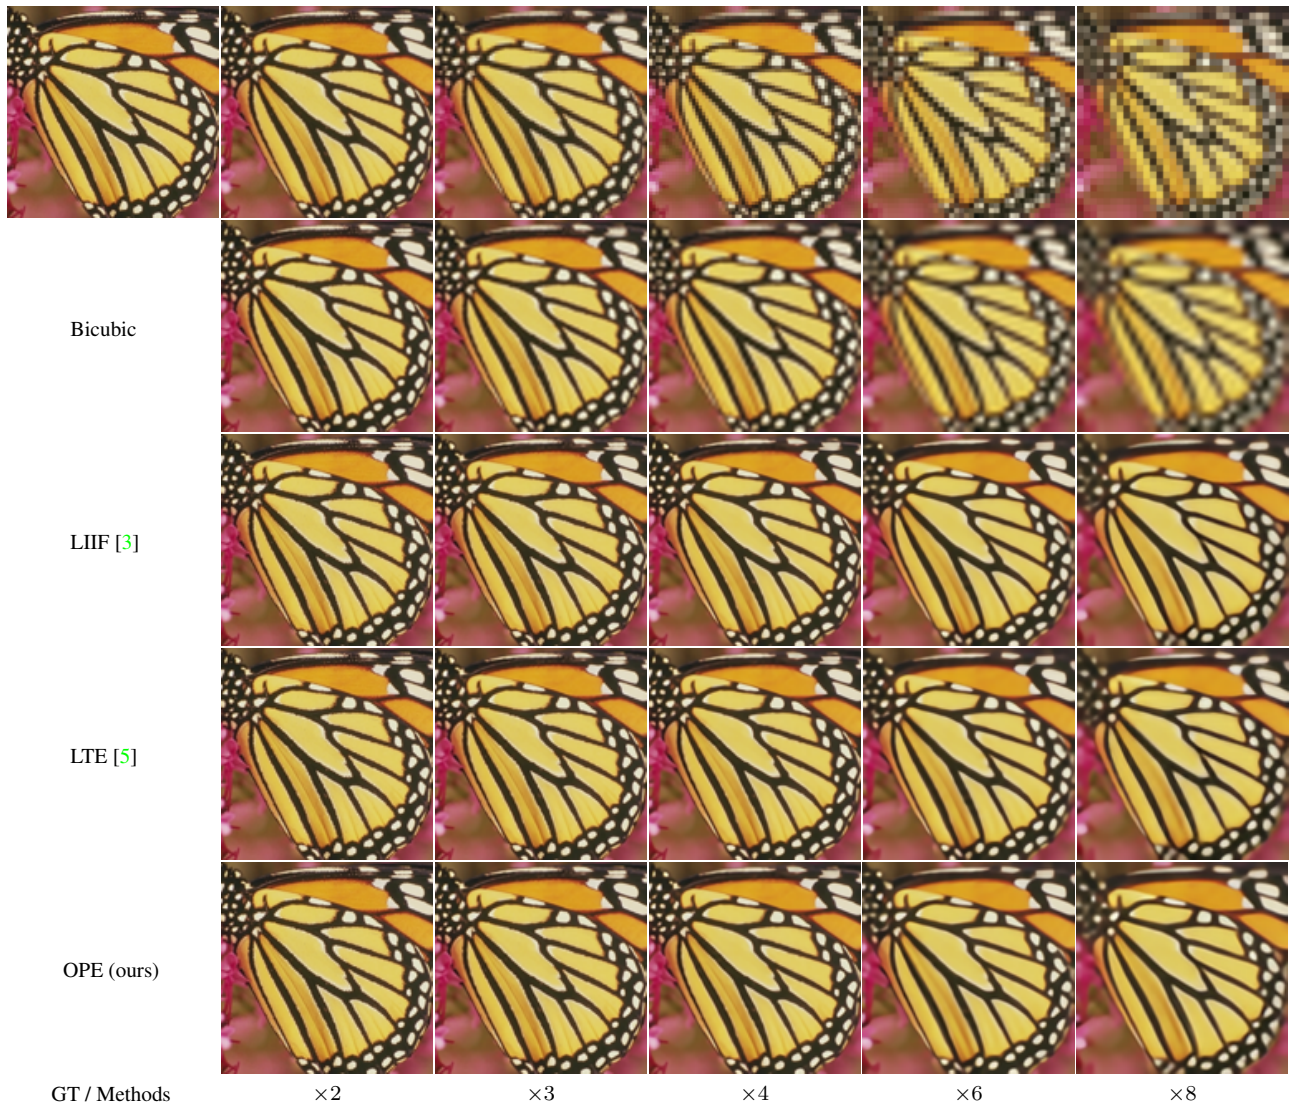 Bicubic
LIIF [3]
LTE [5]
OPE (ours)
GT / Methods ×2 ×3 ×4 ×6 ×8